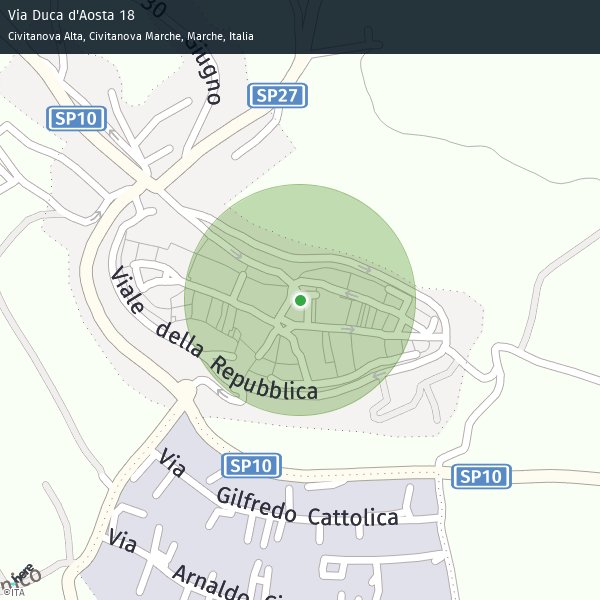 Via Duca d'Aosta 18
Civitanova Alta, Civitanova Marche, Marche, Italia
30 Giugno
SP27
SP10
Viale della Repubblica
SP10
SP10
Via Gilfredo Cattolica
Via Arnaldo
here
©ITA